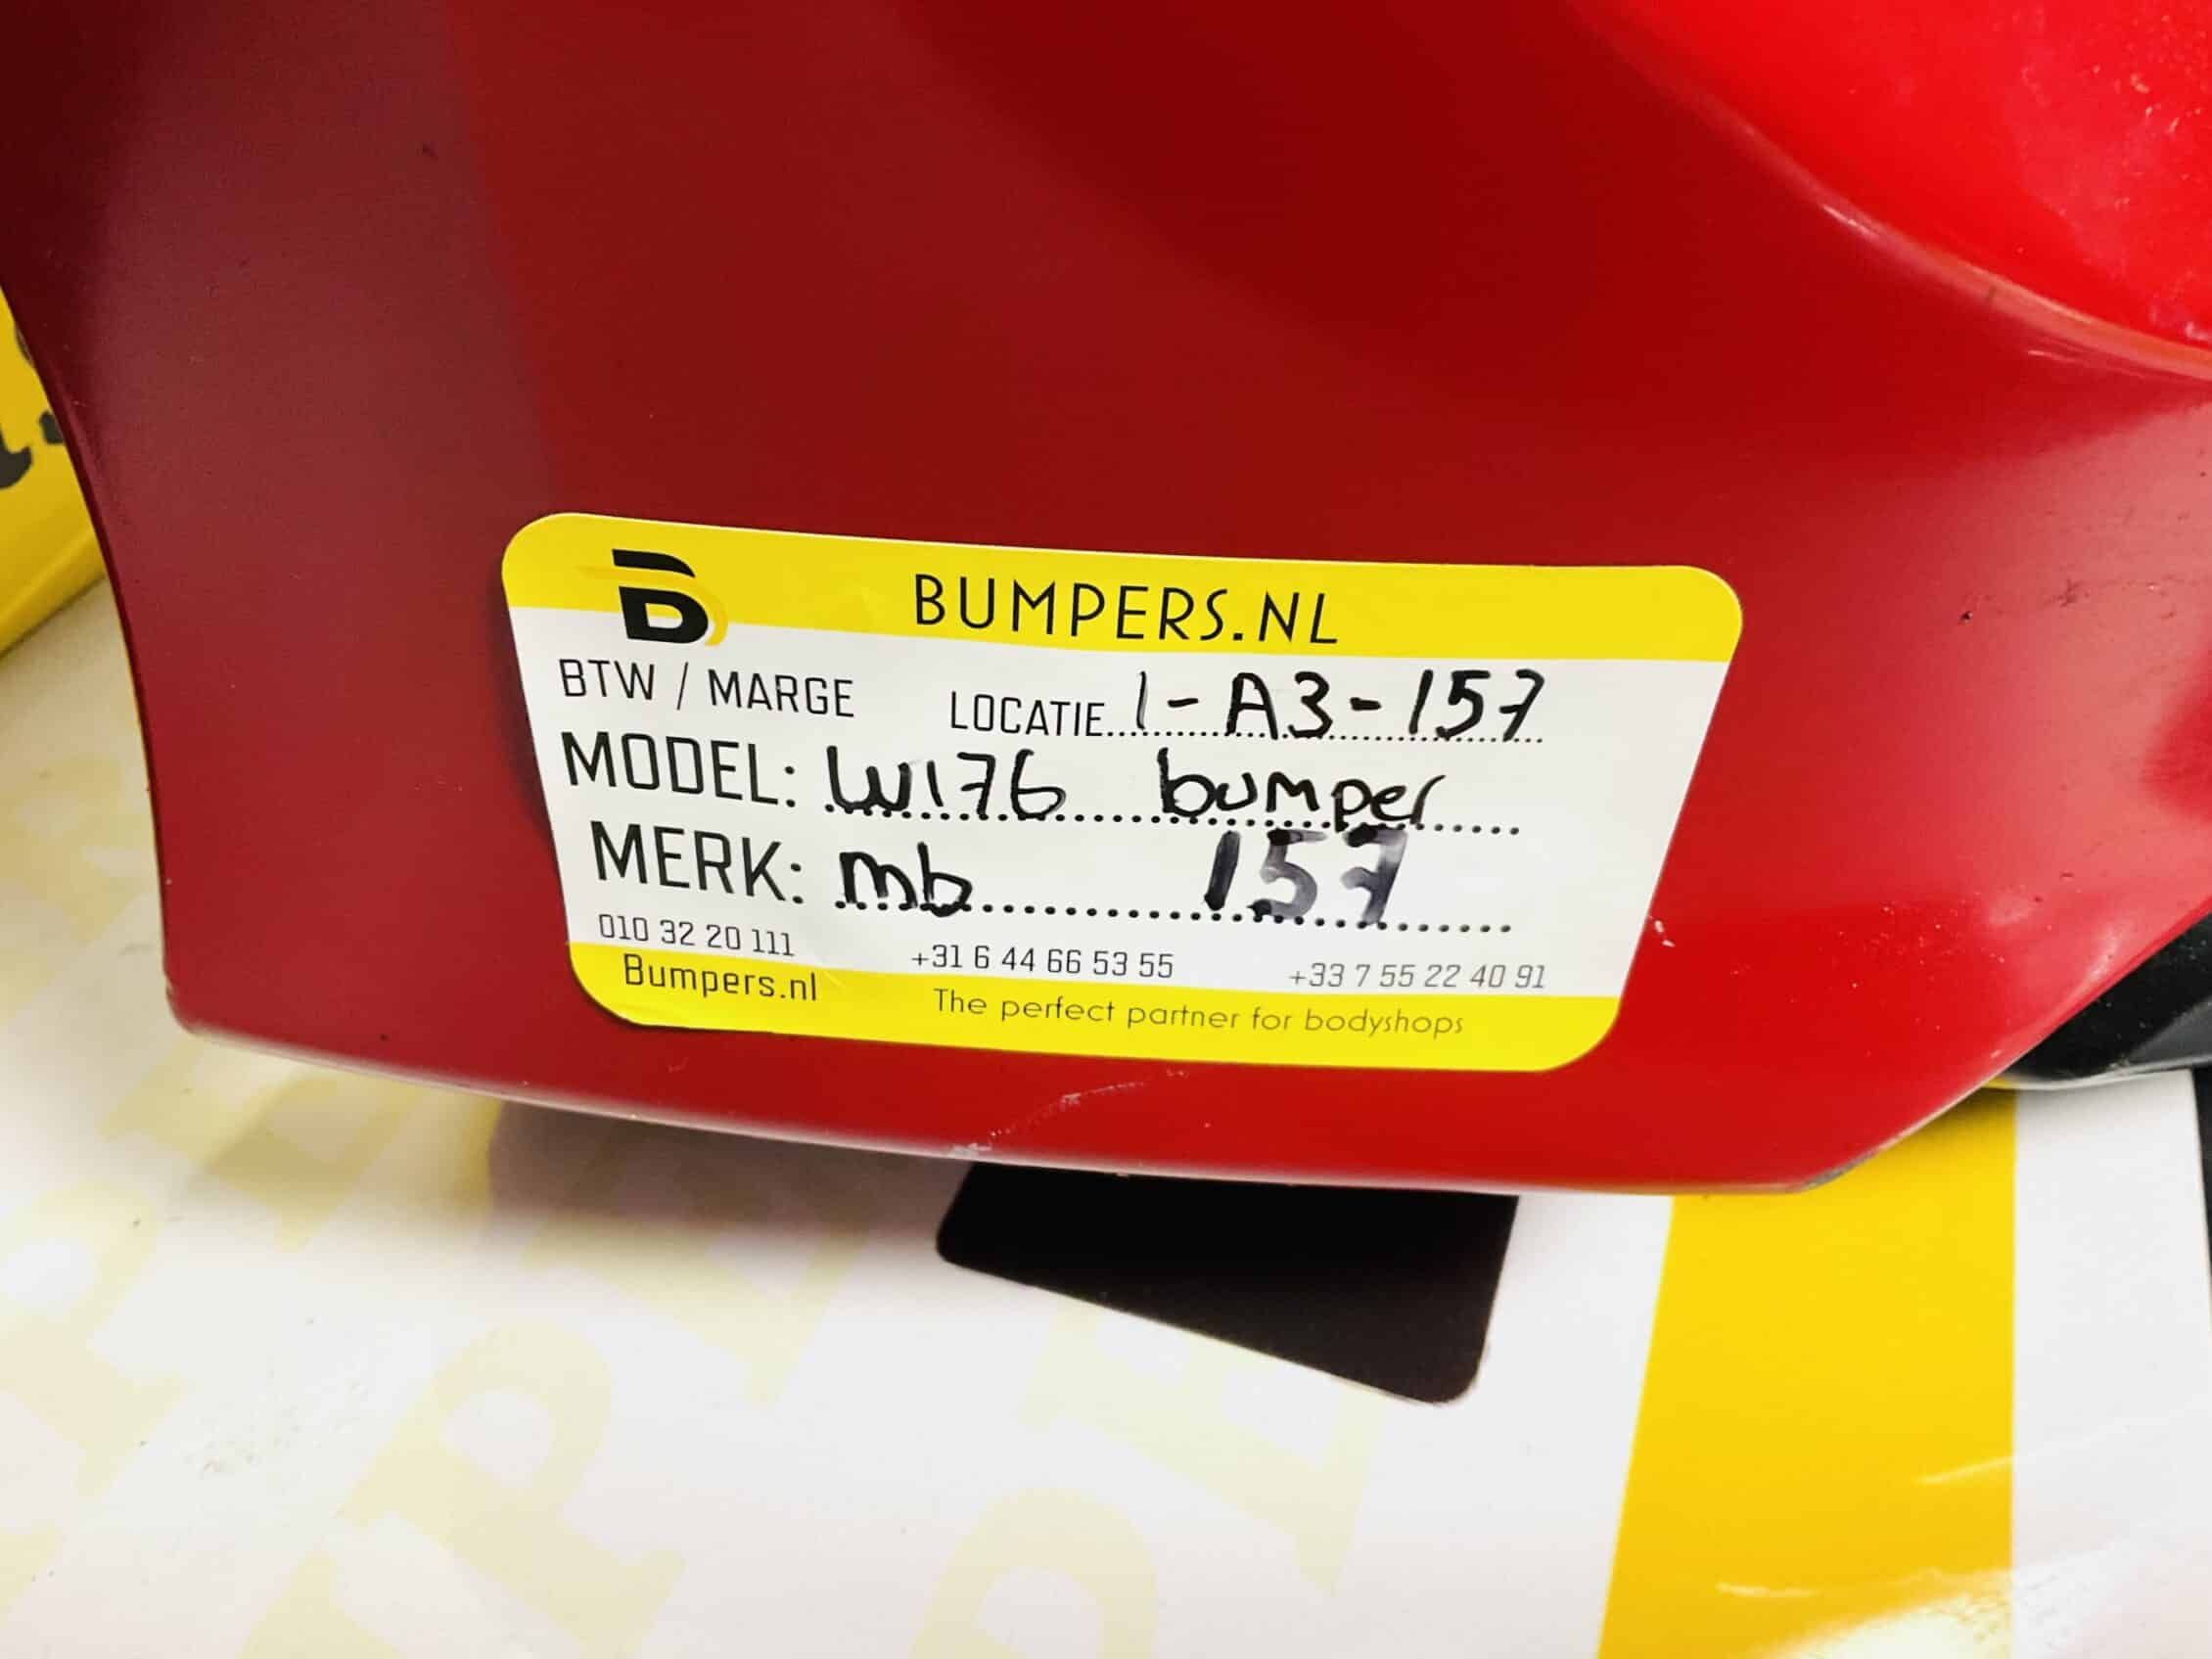 B BUMPERS.NL
BTW / MARGE LOCATIE 1-A3-157
MODEL: W176 bumper
MERK: mb 157
010 32 20 111 +31 6 44 66 53 55 +33 7 55 22 40 91
Bumpers.nl The perfect partner for bodyshops